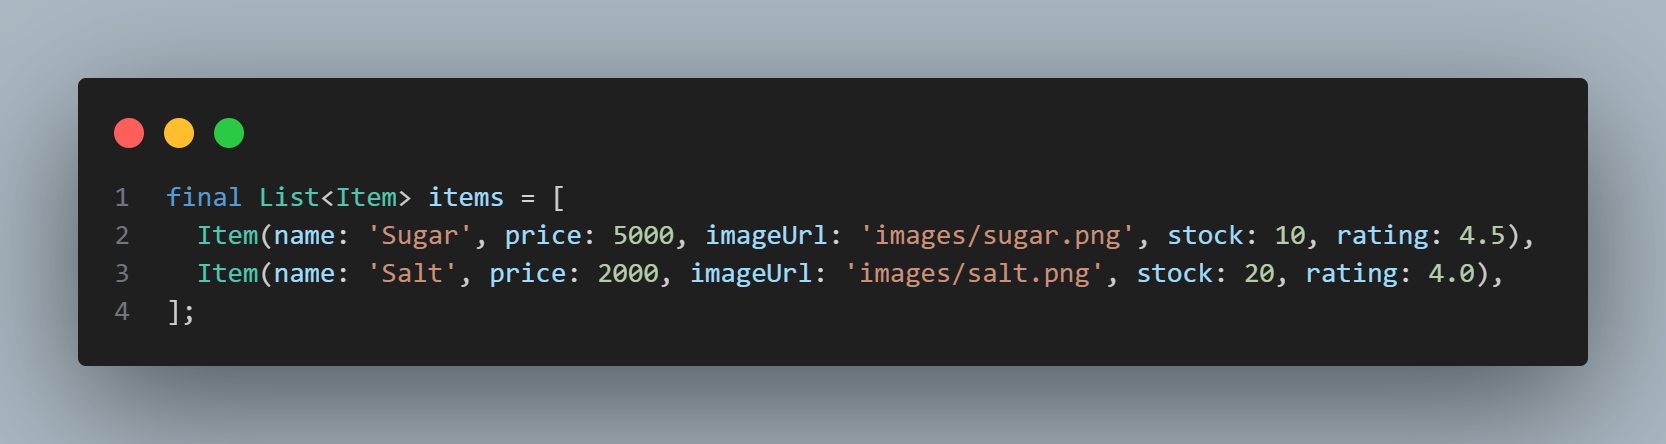 1 final List<Item> items = [
2 Item(name: 'Sugar', price: 5000, imageUrl: 'images/sugar.png', stock: 10, rating: 4.5),
3 Item(name: 'Salt', price: 2000, imageUrl: 'images/salt.png', stock: 20, rating: 4.0),
4 ];